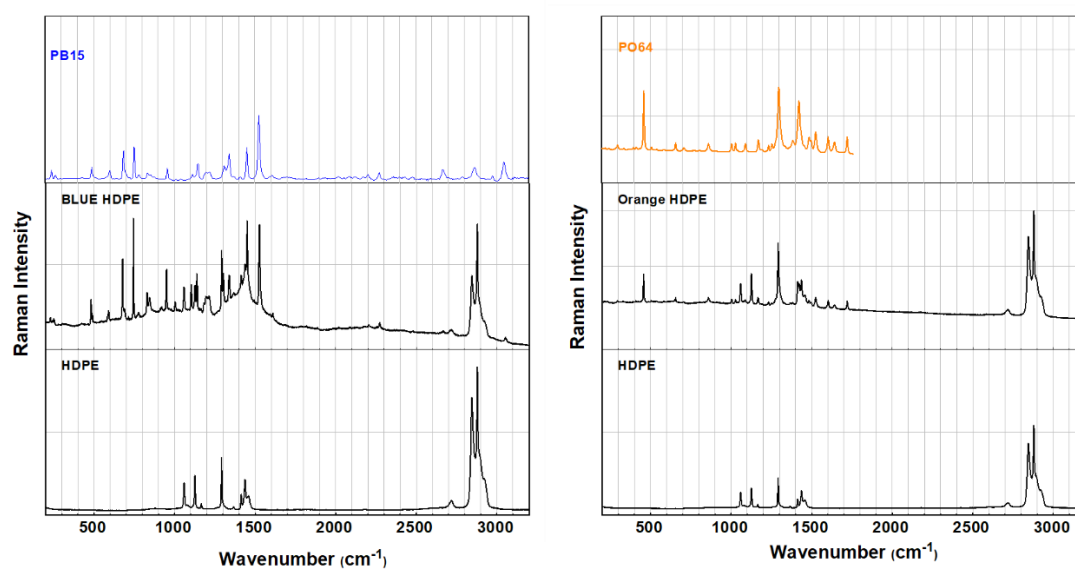 PB15
BLUE HDPE
HDPE
Raman Intensity
500 1000 1500 2000 2500 3000
Wavenumber (cm-1)
PO64
Orange HDPE
HDPE
Raman Intensity
500 1000 1500 2000 2500 3000
Wavenumber (cm-1)